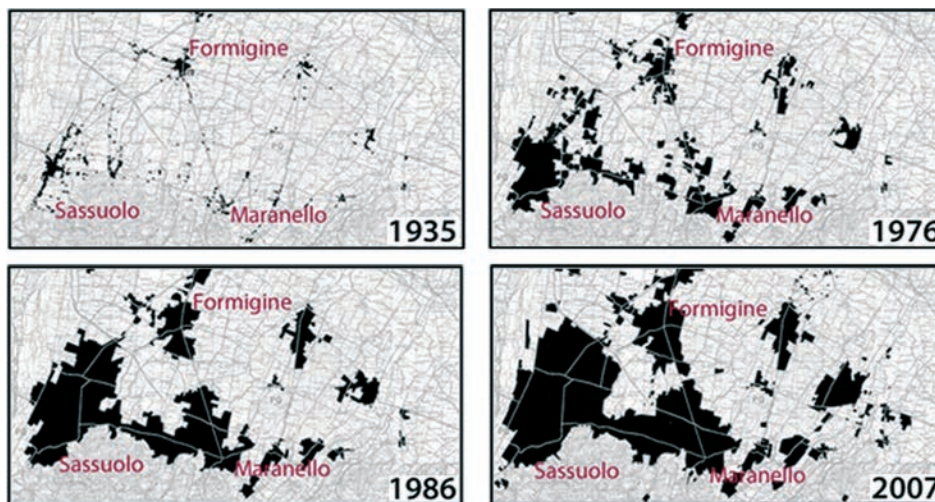 Formigine
Sassuolo
Maranello
1935
Formigine
Sassuolo
Maranello
1976
Formigine
Sassuolo
Maranello
1986
Formigine
Sassuolo
Maranello
2007